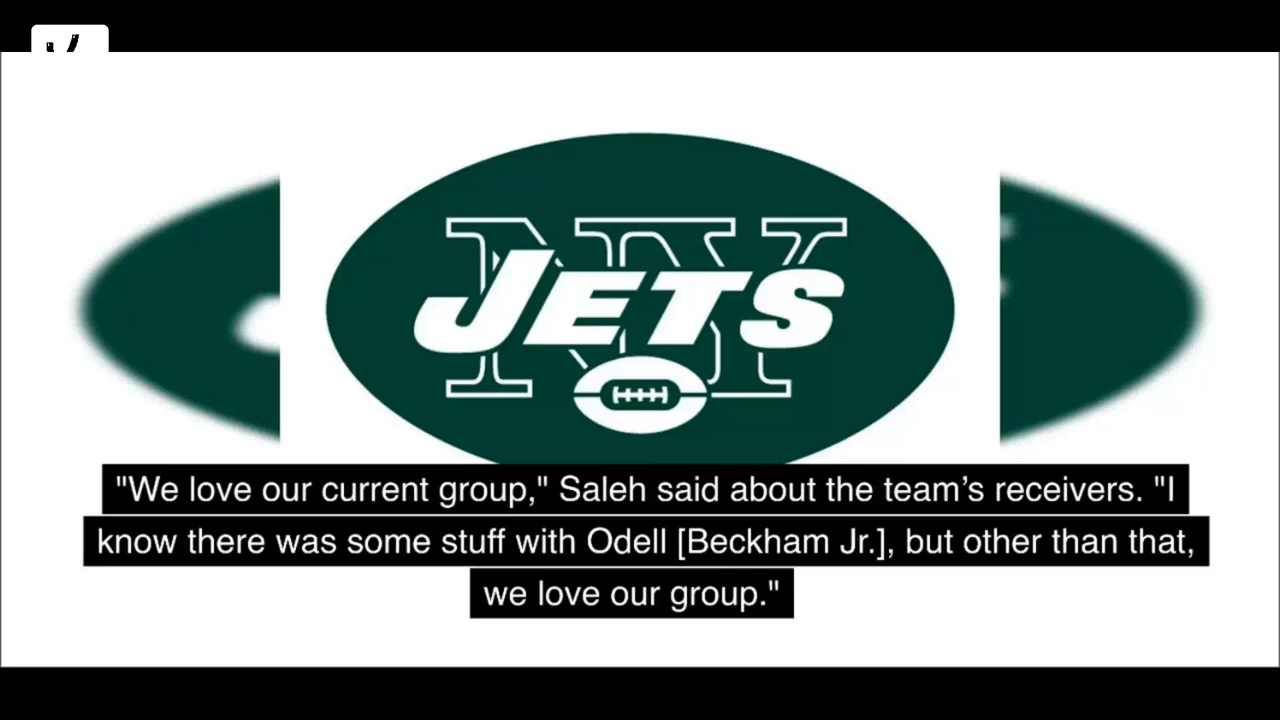 NY
JETS
"We love our current group," Saleh said about the team’s receivers. "I
know there was some stuff with Odell [Beckham Jr.], but other than that,
we love our group."